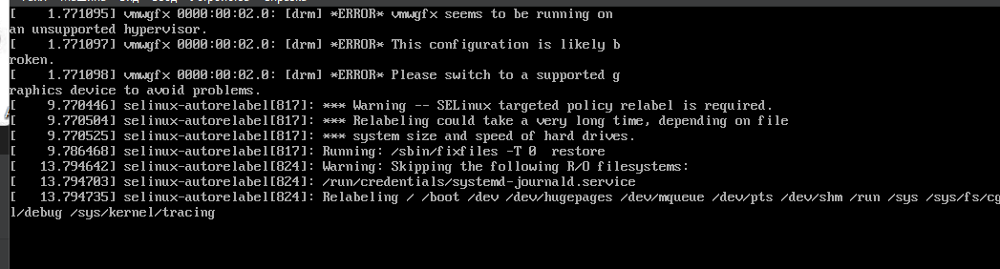 [    1.771095] vmwgfx 0000:00:02.0: [drm] *ERROR* vmwgfx seems to be running on
an unsupported hypervisor.
[    1.771097] vmwgfx 0000:00:02.0: [drm] *ERROR* This configuration is likely b
roken.
[    1.771098] vmwgfx 0000:00:02.0: [drm] *ERROR* Please switch to a supported g
raphics device to avoid problems.
[    9.770446] selinux-autorelabel[817]: *** Warning -- SELinux targeted policy relabel is required.
[    9.770504] selinux-autorelabel[817]: *** Relabeling could take a very long time, depending on file
[    9.770525] selinux-autorelabel[817]: *** system size and speed of hard drives.
[    9.786468] selinux-autorelabel[817]: Running: /sbin/fixfiles -T 0  restore
[   13.794642] selinux-autorelabel[824]: Warning: Skipping the following R/O filesystems:
[   13.794703] selinux-autorelabel[824]: /run/credentials/systemd-journald.service
[   13.794735] selinux-autorelabel[824]: Relabeling / /boot /dev /dev/hugepages /dev/mqueue /dev/pts /dev/shm /run /sys /sys/fs/cg
l/debug /sys/kernel/tracing